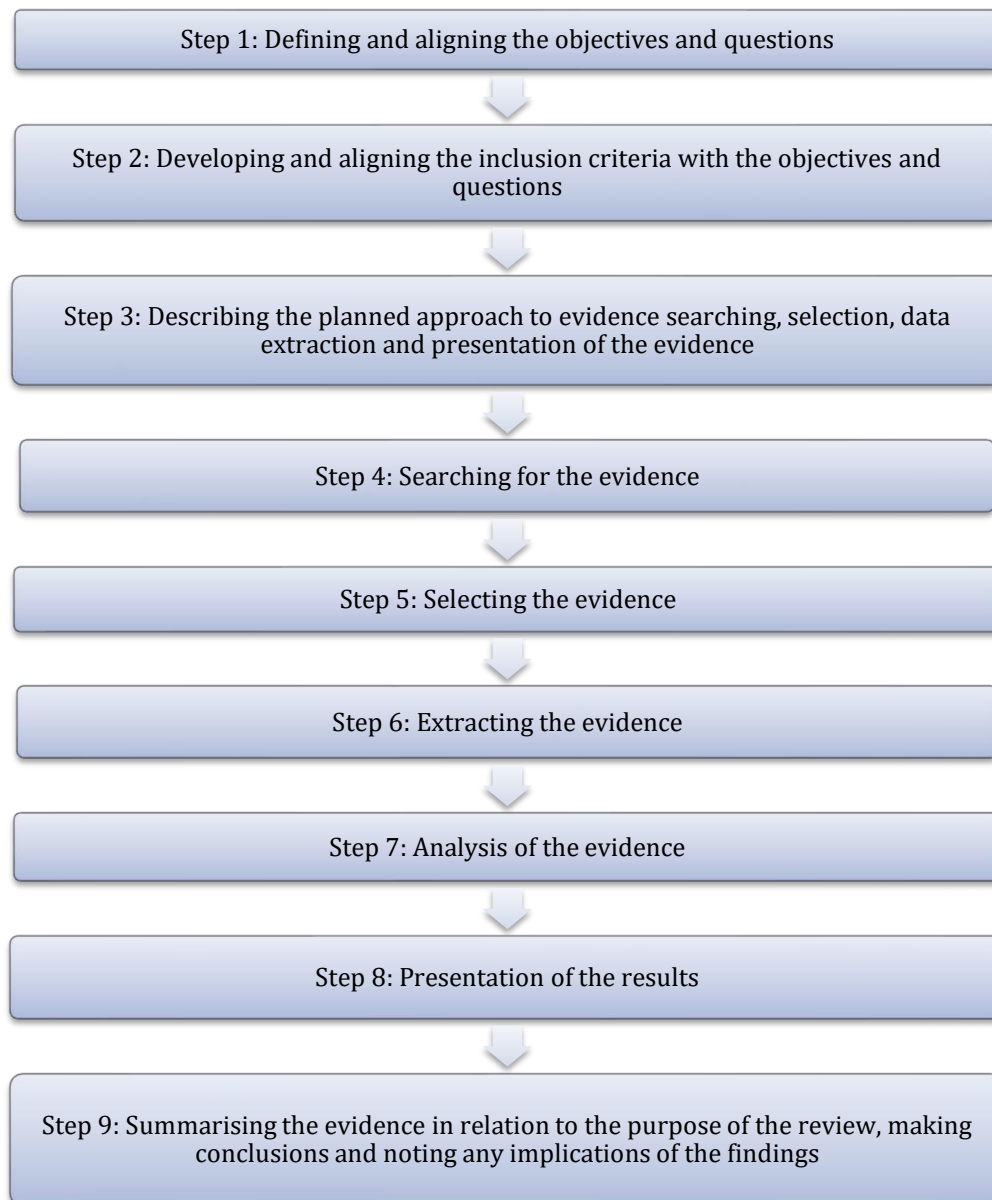 Step 1: Defining and aligning the objectives and questions
Step 2: Developing and aligning the inclusion criteria with the objectives and
questions
Step 3: Describing the planned approach to evidence searching, selection, data
extraction and presentation of the evidence
Step 4: Searching for the evidence
Step 5: Selecting the evidence
Step 6: Extracting the evidence
Step 7: Analysis of the evidence
Step 8: Presentation of the results
Step 9: Summarising the evidence in relation to the purpose of the review, making
conclusions and noting any implications of the findings